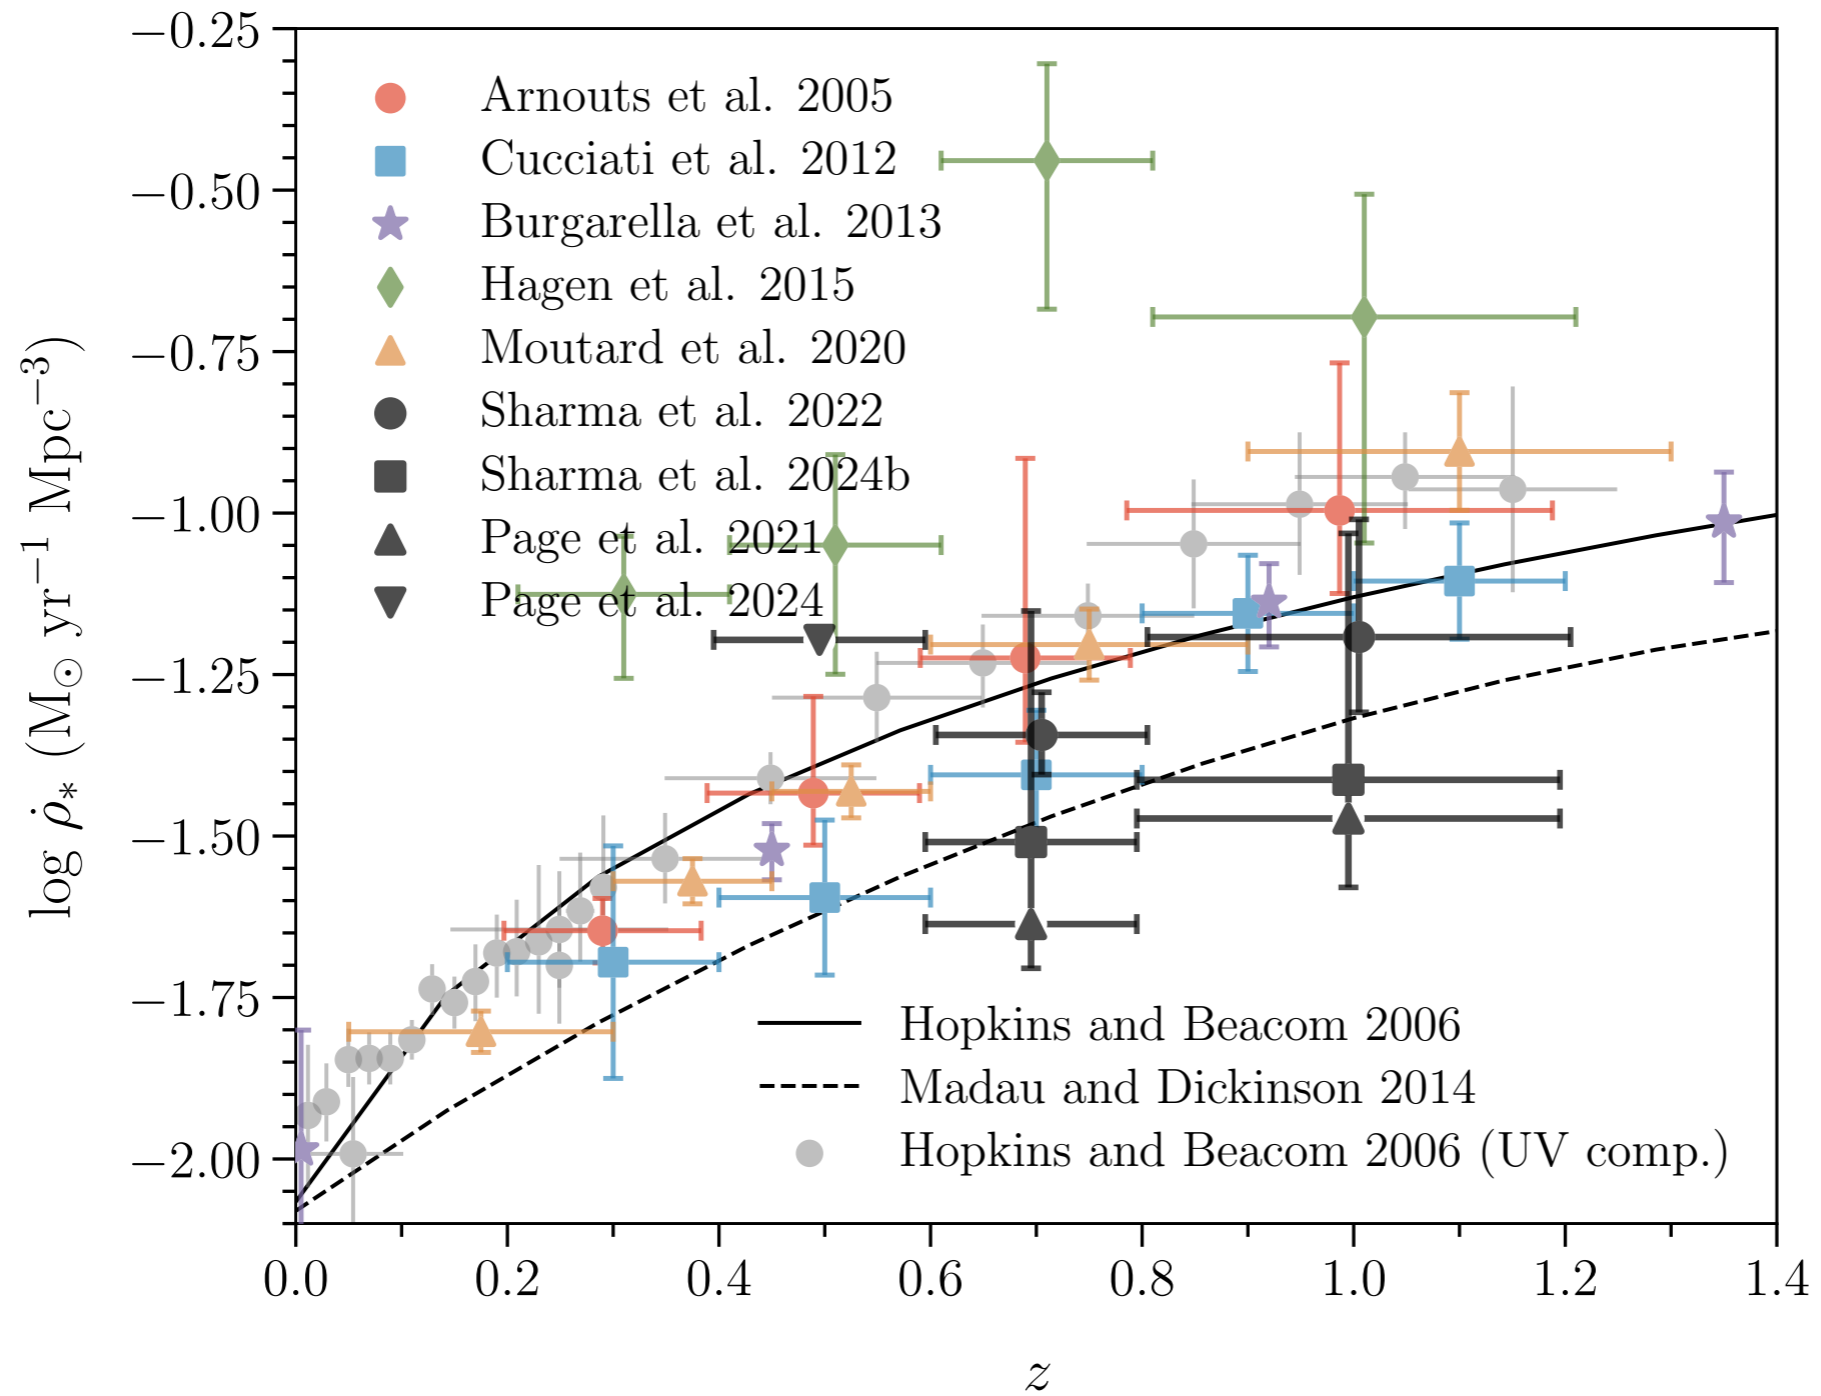 −0.25
−0.50
−0.75
−1.00
−1.25
−1.50
−1.75
−2.00
log ρ̇∗ (M⊙ yr−1 Mpc−3)
Arnouts et al. 2005
Cucciati et al. 2012
Burgarella et al. 2013
Hagen et al. 2015
Moutard et al. 2020
Sharma et al. 2022
Sharma et al. 2024b
Page et al. 2021
Page et al. 2024
Hopkins and Beacom 2006
Madau and Dickinson 2014
Hopkins and Beacom 2006 (UV comp.)
0.0 0.2 0.4 0.6 0.8 1.0 1.2 1.4
z